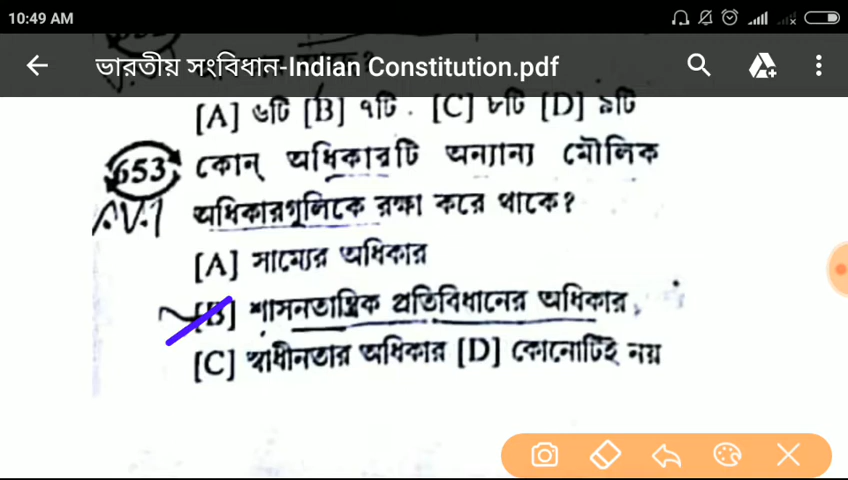 10:49 AM
ভারতীয় সংবিধান-Indian Constitution.pdf
[A] ৬টি [B] ৭টি . [C] ৮টি [D] ৯টি
653 কোন্ অধিকারটি অন্যান্য মৌলিক
অধিকারগুলিকে রক্ষা করে থাকে?
[A] সাম্যের অধিকার
[B] শাসনতান্ত্রিক প্রতিবিধানের অধিকার
[C] স্বাধীনতার অধিকার [D] কোনোটিই নয়